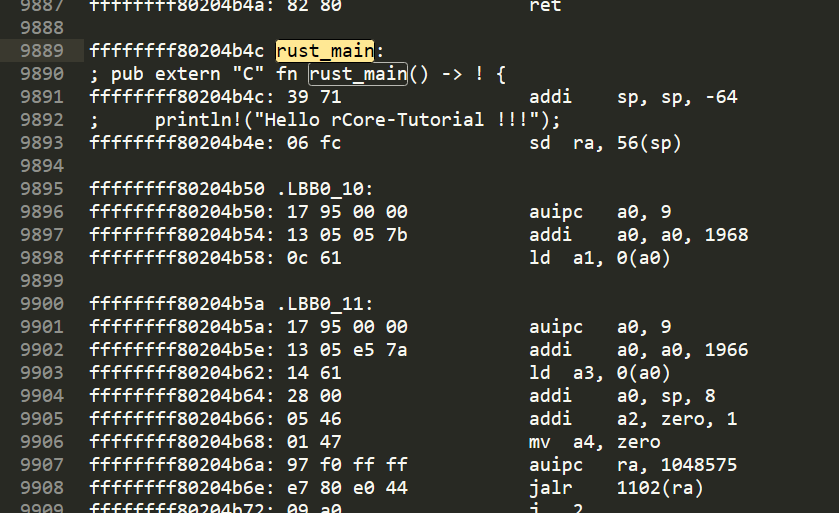 9887 ffffffff80204b4a: 82 80 ret
9888
9889 ffffffff80204b4c rust_main:
9890 ; pub extern "C" fn rust_main() -> ! {
9891 ffffffff80204b4c: 39 71 addi sp, sp, -64
9892 ;     println!("Hello rCore-Tutorial !!!");
9893 ffffffff80204b4e: 06 fc sd ra, 56(sp)
9894
9895 ffffffff80204b50 .LBB0_10:
9896 ffffffff80204b50: 17 95 00 00 auipc a0, 9
9897 ffffffff80204b54: 13 05 05 7b addi a0, a0, 1968
9898 ffffffff80204b58: 0c 61 ld a1, 0(a0)
9899
9900 ffffffff80204b5a .LBB0_11:
9901 ffffffff80204b5a: 17 95 00 00 auipc a0, 9
9902 ffffffff80204b5e: 13 05 e5 7a addi a0, a0, 1966
9903 ffffffff80204b62: 14 61 ld a3, 0(a0)
9904 ffffffff80204b64: 28 00 addi a0, sp, 8
9905 ffffffff80204b66: 05 46 addi a2, zero, 1
9906 ffffffff80204b68: 01 47 mv a4, zero
9907 ffffffff80204b6a: 97 f0 ff ff auipc ra, 1048575
9908 ffffffff80204b6e: e7 80 e0 44 jalr 1102(ra)
9909 ffffffff80204b72: 09 a0 j 2